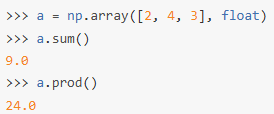 >>> a = np.array([2, 4, 3], float)
>>> a.sum()
9.0
>>> a.prod()
24.0